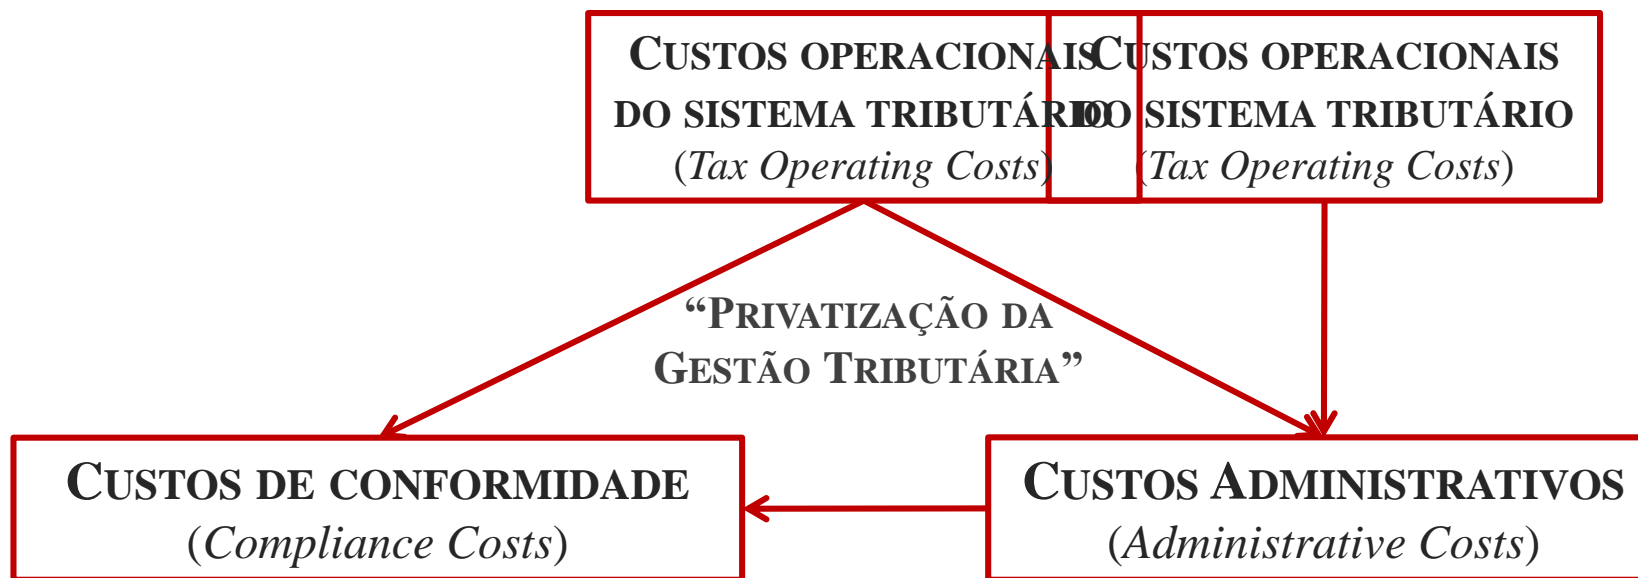 CUSTOS OPERACIONAIS
DO SISTEMA TRIBUTÁRIO
(Tax Operating Costs)
CUSTOS OPERACIONAIS
DO SISTEMA TRIBUTÁRIO
(Tax Operating Costs)
“PRIVATIZAÇÃO DA
GESTÃO TRIBUTÁRIA”
CUSTOS DE CONFORMIDADE
(Compliance Costs)
CUSTOS ADMINISTRATIVOS
(Administrative Costs)